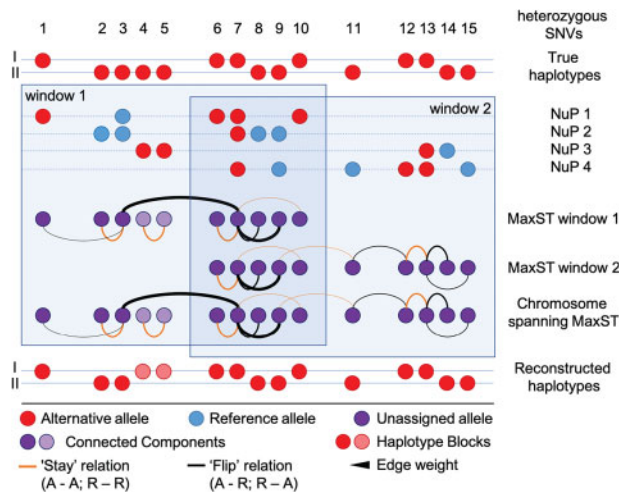 heterozygous
SNVs
1 2 3 4 5 6 7 8 9 10 11 12 13 14 15
I
II
True
haplotypes
window 1
window 2
NuP 1
NuP 2
NuP 3
NuP 4
MaxST window 1
MaxST window 2
Chromosome
spanning MaxST
I
II
Reconstructed
haplotypes
Alternative allele Reference allele Unassigned allele
Connected Components Haplotype Blocks
'Stay' relation 'Flip' relation Edge weight
(A - A; R – R) (A - R; R – A)